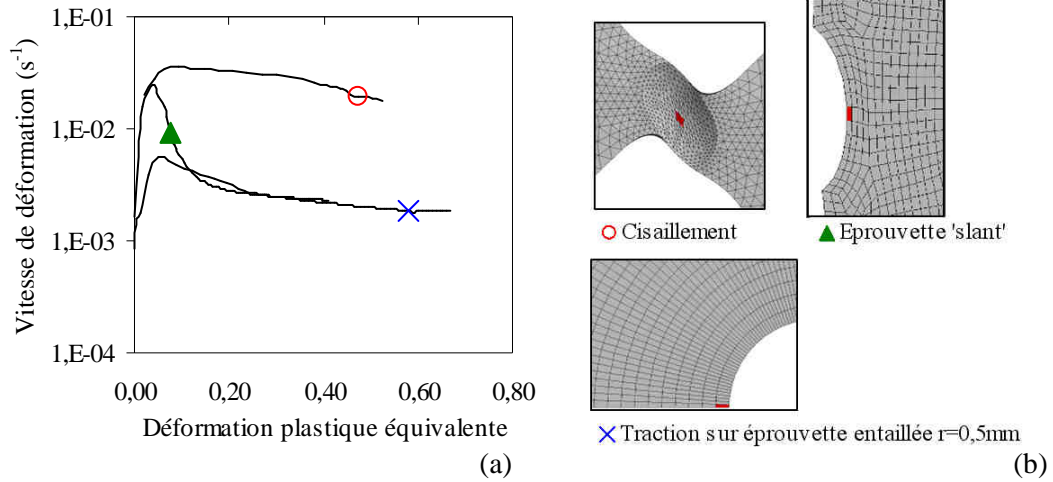 1,E-01
1,E-02
1,E-03
1,E-04
Vitesse de déformation (s-1)
0,00 0,20 0,40 0,60 0,80
Déformation plastique équivalente
(a)
Cisaillement
Eprouvette 'slant'
Traction sur éprouvette entaillée r=0,5mm
(b)